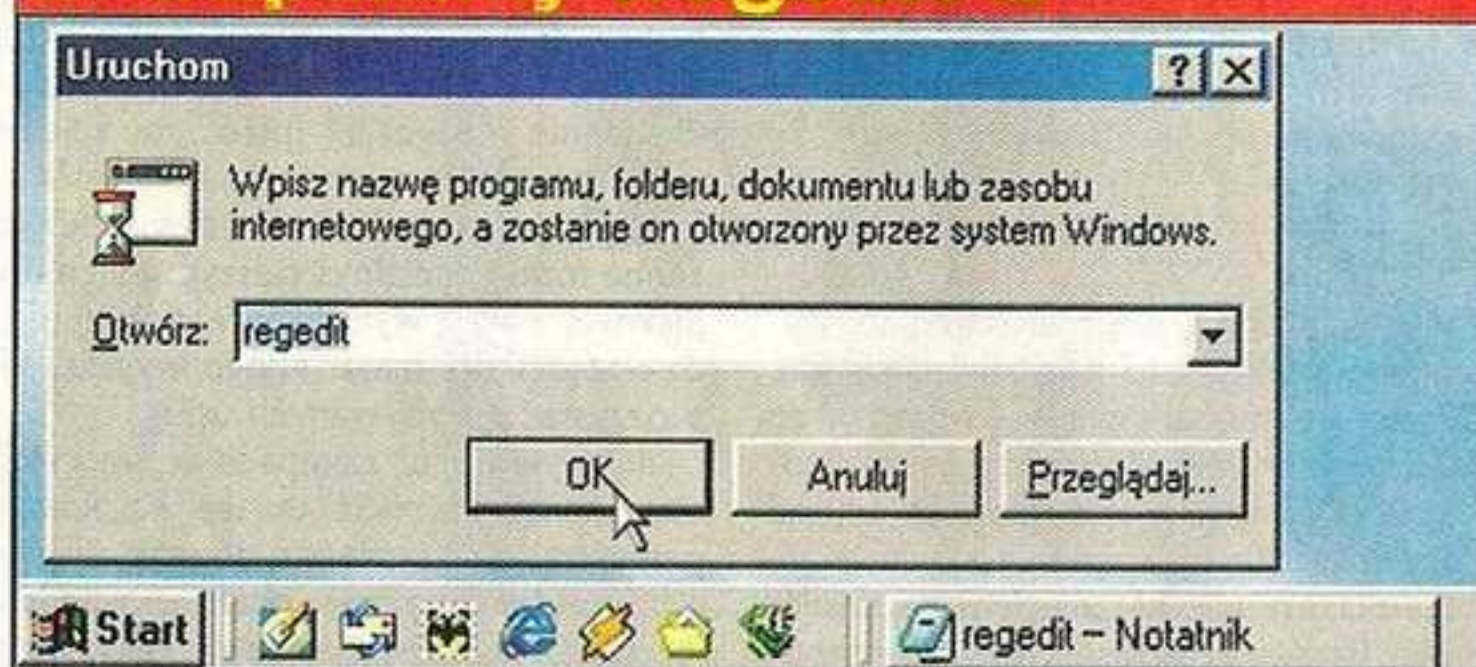 Uruchom
Wpisz nazwę programu, folderu, dokumentu lub zasobu
internetowego, a zostanie on otworzony przez system Windows.
Otwórz: regedit
OK Anuluj Przeglądaj...
Start regedit – Notatnik